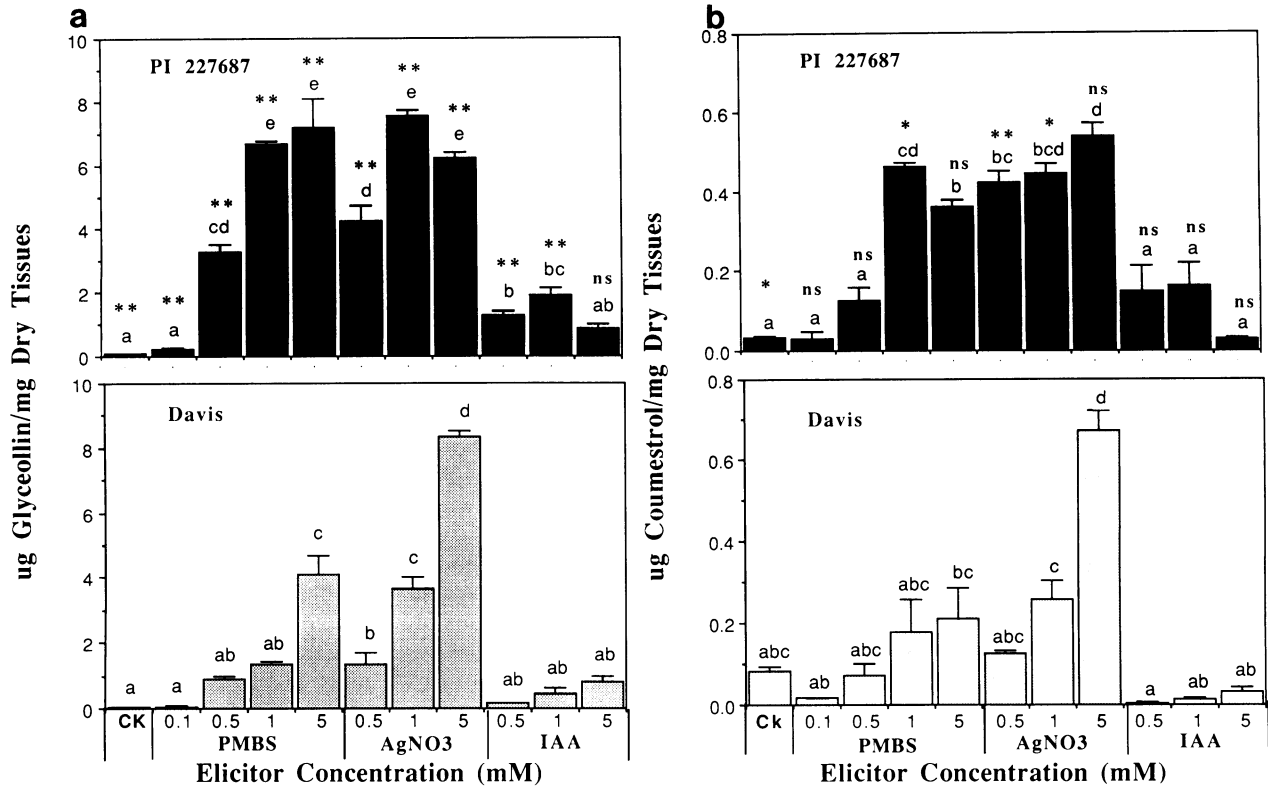 a
b
ug Glyceollin/mg Dry Tissues
10
8
6
4
2
0
PI 227687
** ** ** ** ** ** ** ** ** ** ns
a a cd e e d e e b bc ab
10
8
6
4
2
0
Davis
a a ab ab c b c d ab ab ab
CK 0.1 0.5 1 5 0.5 1 5 0.5 1 5
PMBS AgNO3 IAA
Elicitor Concentration (mM)
ug Coumestrol/mg Dry Tissues
0.8
0.6
0.4
0.2
0.0
PI 227687
* ns ns * ns ** * ns ns ns ns
a a a cd b bc bcd d a a a
0.8
0.6
0.4
0.2
0.0
Davis
abc ab abc abc bc abc c d a ab ab
Ck 0.1 0.5 1 5 0.5 1 5 0.5 1 5
PMBS AgNO3 IAA
Elicitor Concentration (mM)